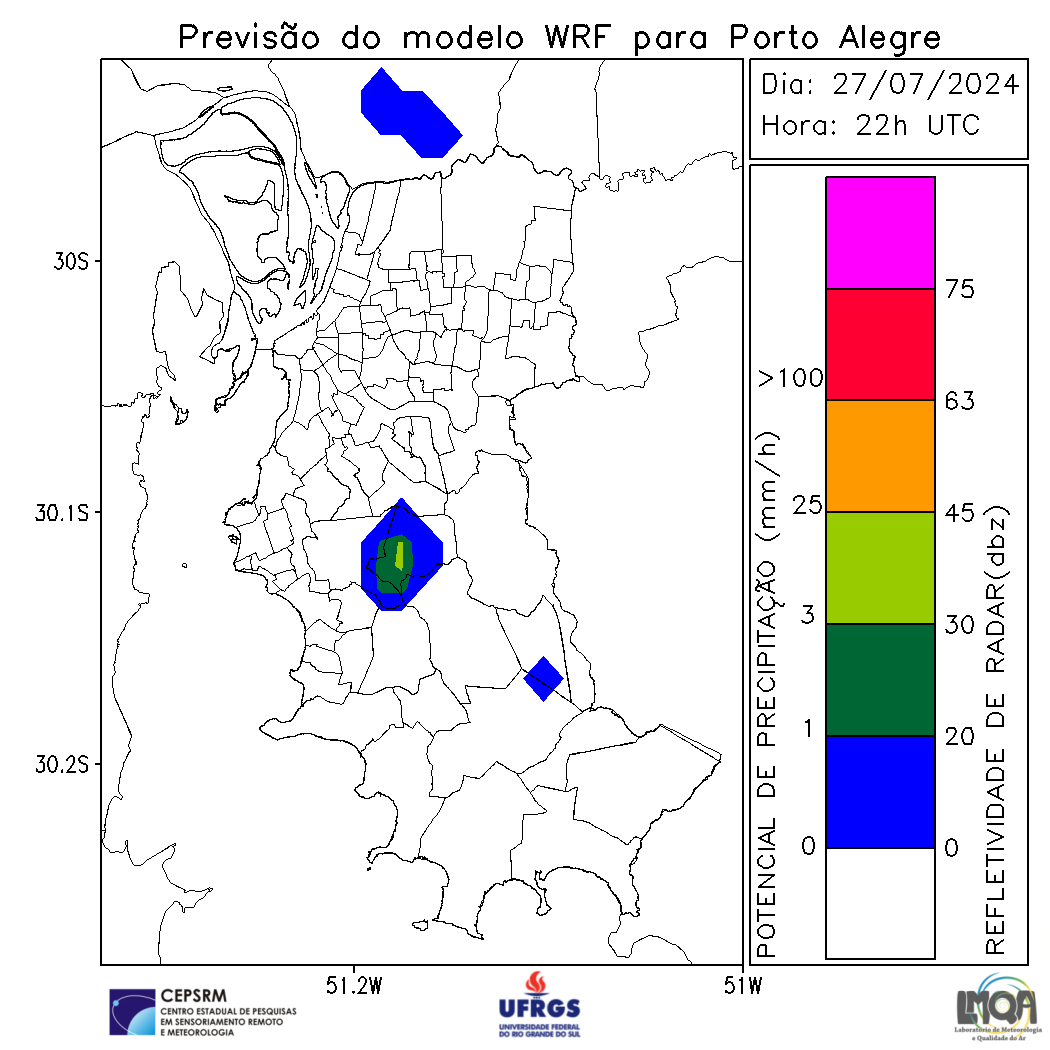 Previsão do modelo WRF para Porto Alegre
Dia: 27/07/2024
Hora: 22h UTC
30S
30.1S
30.2S
51.2W
51W
POTENCIAL DE PRECIPITAÇÃO (mm/h)
>100
25
3
1
0
75
63
45
30
20
0
REFLETIVIDADE DE RADAR(dbz)
CEPSRM
CENTRO ESTADUAL DE PESQUISAS
EM SENSORIAMENTO REMOTO
E METEOROLOGIA
UFRGS
UNIVERSIDADE FEDERAL
DO RIO GRANDE DO SUL
LMQA
Laboratório de Meteorologia
e Qualidade do Ar